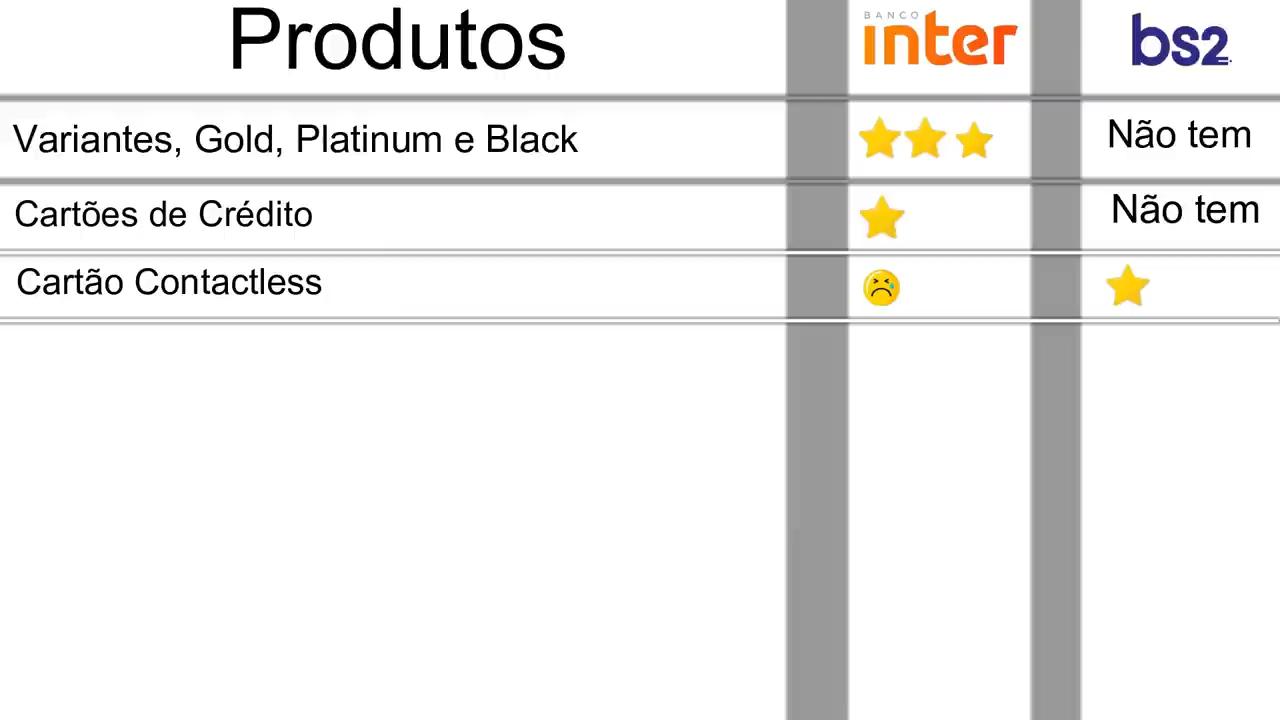 Produtos
BANCO
inter
bs2
Variantes, Gold, Platinum e Black
Não tem
Cartões de Crédito
Não tem
Cartão Contactless